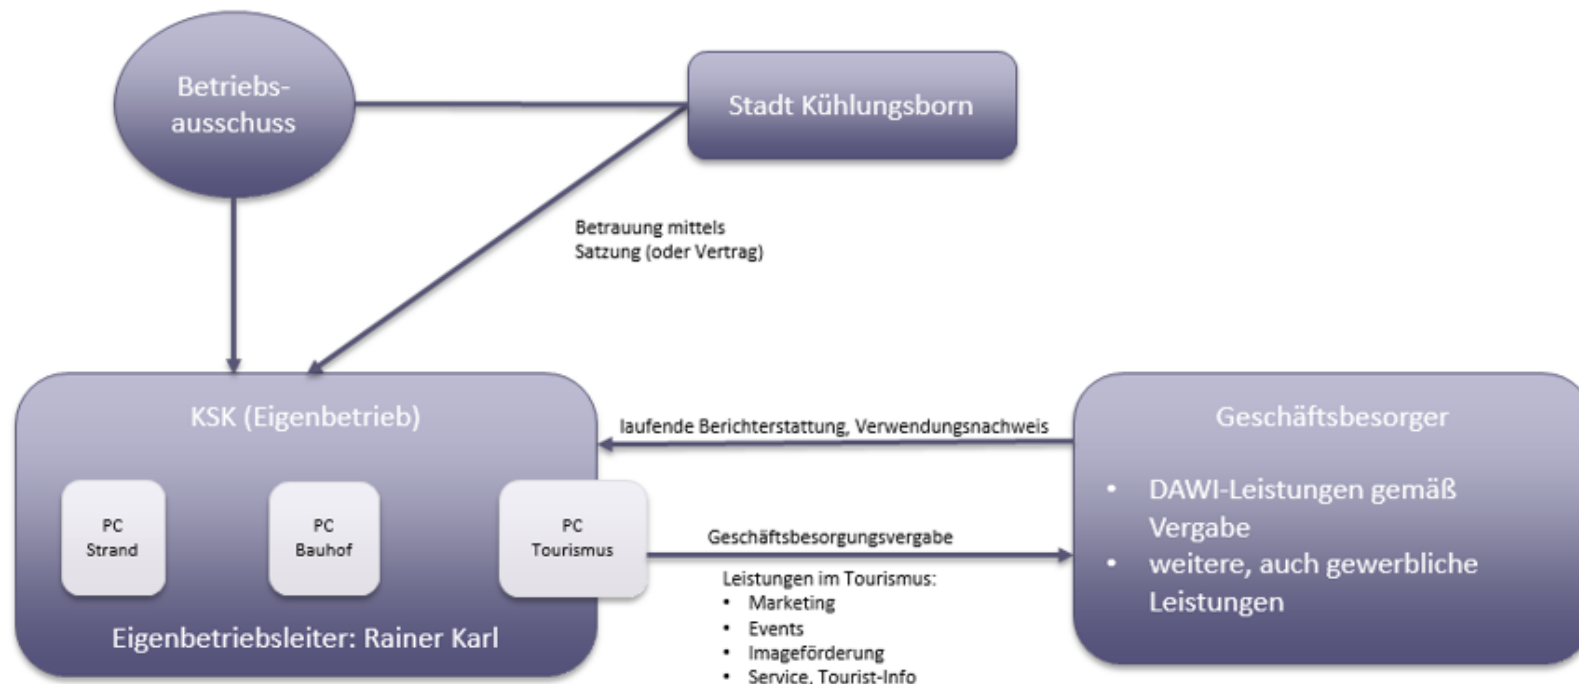 Betriebs-
ausschuss
Stadt Kühlungsborn
Betrauung mittels
Satzung (oder Vertrag)
KSK (Eigenbetrieb)
PC
Strand
PC
Bauhof
PC
Tourismus
Eigenbetriebsleiter: Rainer Karl
laufende Berichterstattung, Verwendungsnachweis
Geschäftsbesorgungsvergabe
Leistungen im Tourismus:
• Marketing
• Events
• Imageförderung
• Service, Tourist-Info
Geschäftsbesorger
• DAWI-Leistungen gemäß
Vergabe
• weitere, auch gewerbliche
Leistungen